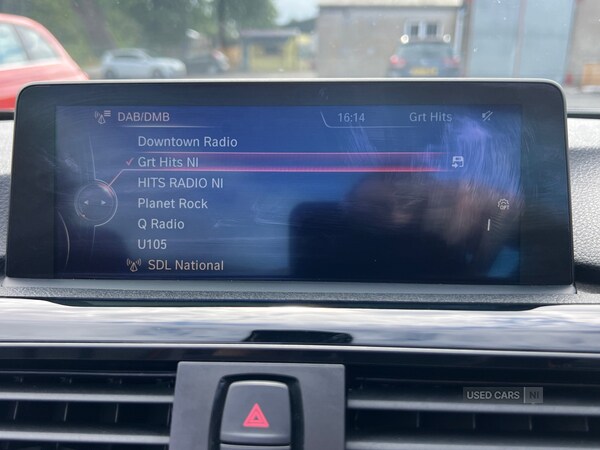 DAB/DMB 16:14 Grt Hits
Downtown Radio
✓ Grt Hits NI
HITS RADIO NI
Planet Rock
Q Radio
U105
SDL National
USED CARS NI